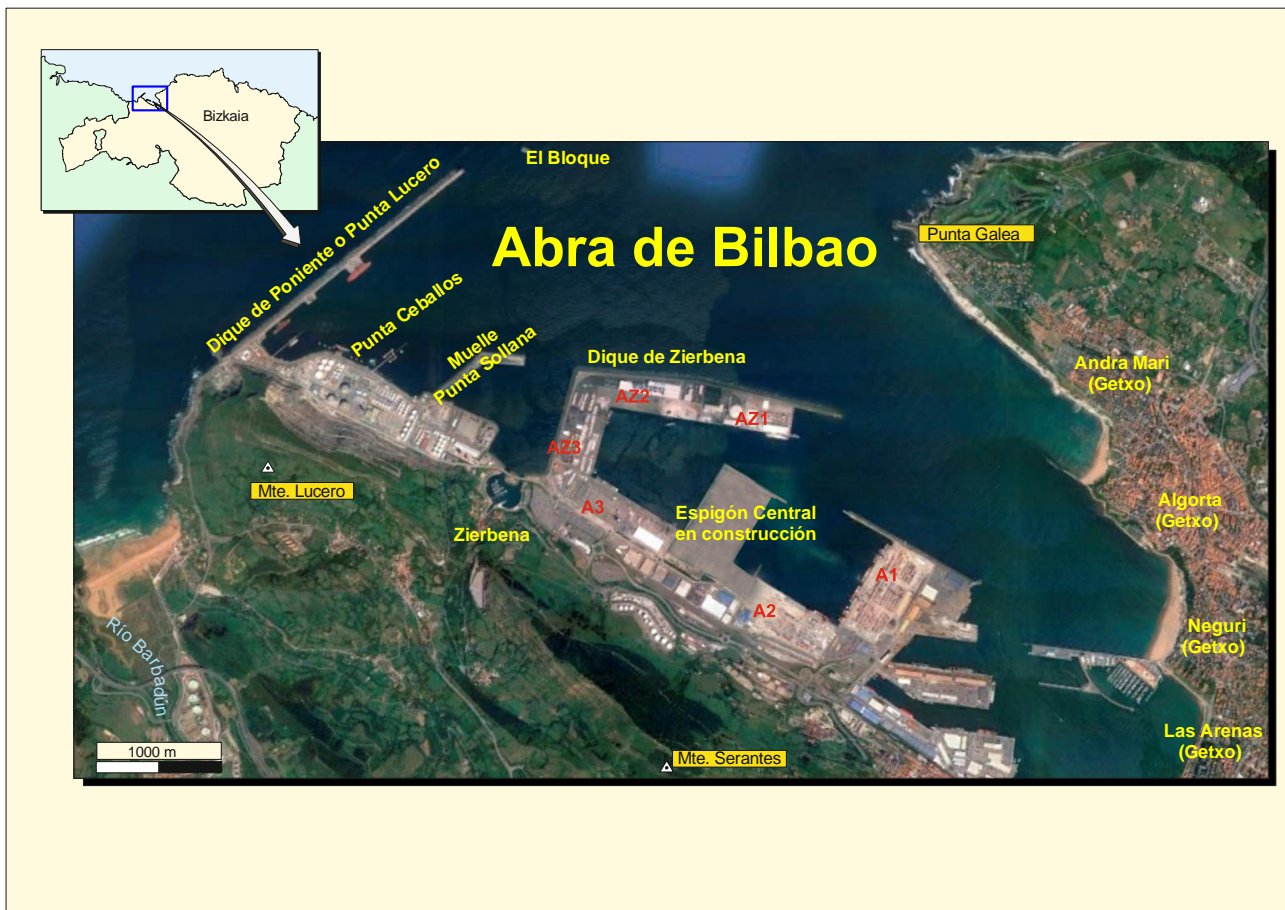 Bizkaia
El Bloque
Dique de Poniente o Punta Lucero
Abra de Bilbao
Punta Galea
Punta Ceballos
Muelle
Punta Sollana
Dique de Zierbena
Andra Mari
(Getxo)
AZ2
AZ1
AZ3
Mte. Lucero
A3
Zierbena
Espigón Central
en construcción
Algorta
(Getxo)
A1
A2
Río Barbadún
Neguri
(Getxo)
Las Arenas
(Getxo)
1000 m
Mte. Serantes